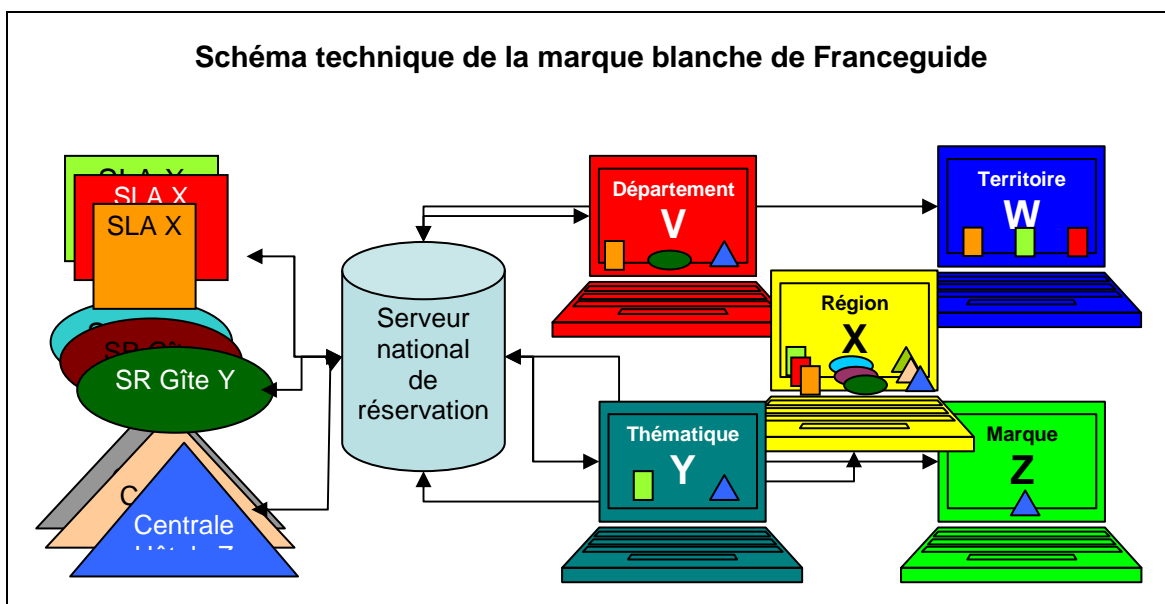 Schéma technique de la marque blanche de Franceguide
SLA X
SLA X
SLA X
SR Gîte Y
Centrale
Serveur
national
de
réservation
Département
V
Territoire
W
Région
X
Thématique
Y
Marque
Z